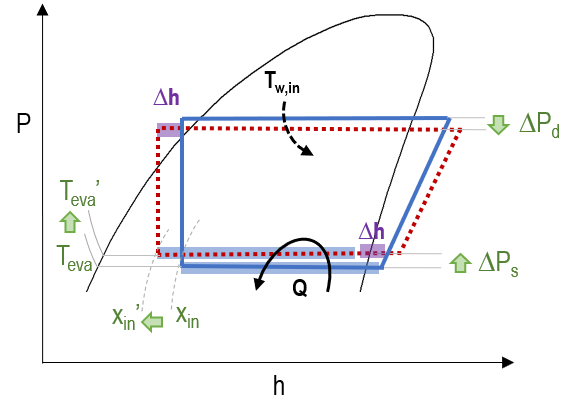 Δh
T_w,in
P
ΔP_d
T_eva'
Δh
T_eva
ΔP_s
Q
x_in'
x_in
h